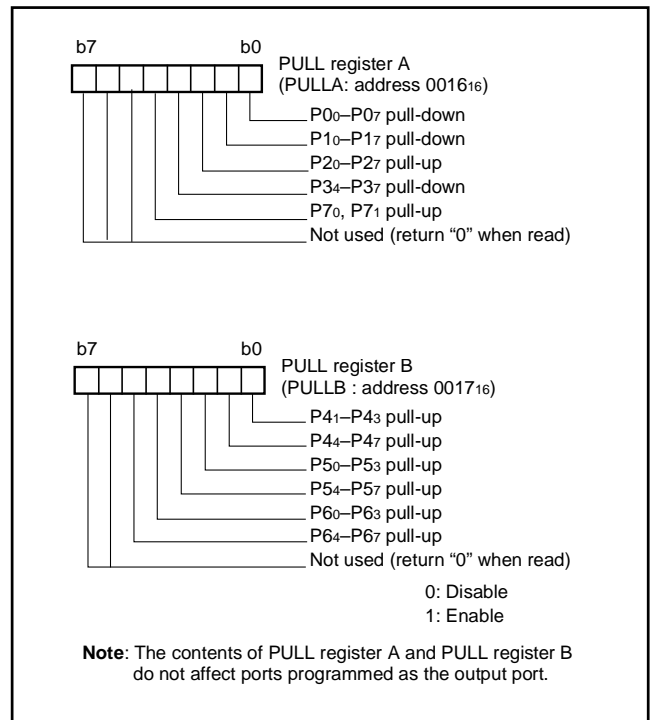 b7 b0
PULL register A
(PULLA: address 0016₁₆)
P0₀–P0₇ pull-down
P1₀–P1₇ pull-down
P2₀–P2₇ pull-up
P3₄–P3₇ pull-down
P7₀, P7₁ pull-up
Not used (return “0” when read)
b7 b0
PULL register B
(PULLB : address 0017₁₆)
P4₁–P4₃ pull-up
P4₄–P4₇ pull-up
P5₀–P5₃ pull-up
P5₄–P5₇ pull-up
P6₀–P6₃ pull-up
P6₄–P6₇ pull-up
Not used (return “0” when read)
0: Disable
1: Enable
Note: The contents of PULL register A and PULL register B
do not affect ports programmed as the output port.